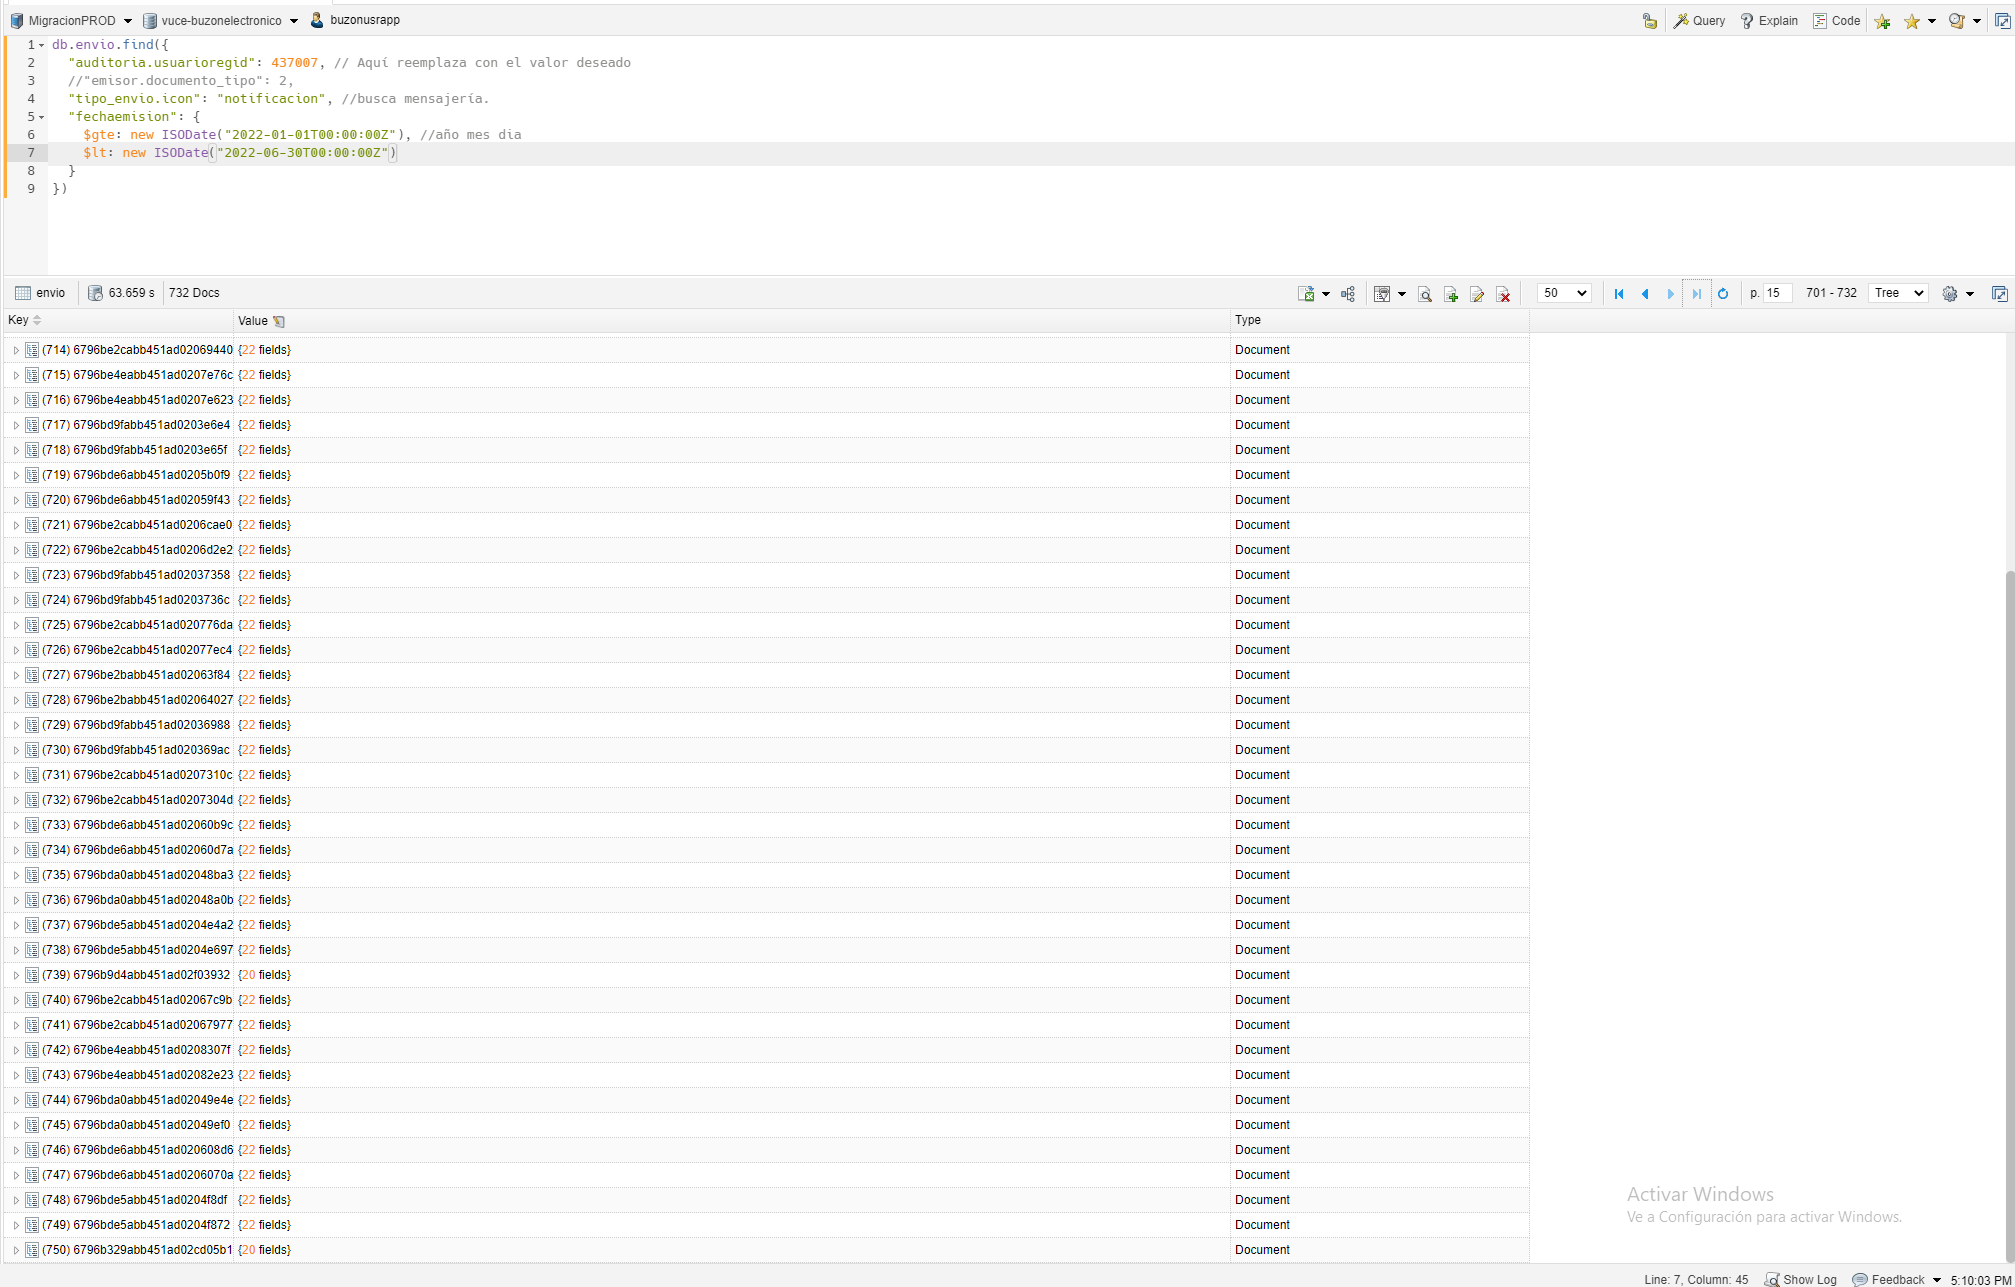 MigracionPROD vuce-buzonelectronico buzonusrapp Query Explain Code
1 db.envio.find({
2 "auditoria.usuarioregid": 437007, // Aquí reemplaza con el valor deseado
3 //"emisor.documento_tipo": 2,
4 "tipo_envio.icon": "notificacion", //busca mensajería.
5 "fechaemision": {
6 $gte: new ISODate("2022-01-01T00:00:00Z"), //año mes dia
7 $lt: new ISODate("2022-06-30T00:00:00Z")
8 }
9 })
envio 63.659 s 732 Docs 50 p. 15 701 - 732 Tree
Key Value Type
(714) 6796be2cabb451ad02069440 {22 fields} Document
(715) 6796be4eabb451ad0207e76c {22 fields} Document
(716) 6796be4eabb451ad0207e623 {22 fields} Document
(717) 6796bd9fabb451ad0203e6e4 {22 fields} Document
(718) 6796bd9fabb451ad0203e65f {22 fields} Document
(719) 6796bde6abb451ad0205b0f9 {22 fields} Document
(720) 6796bde6abb451ad02059f43 {22 fields} Document
(721) 6796be2cabb451ad0206cae0 {22 fields} Document
(722) 6796be2cabb451ad0206d2e2 {22 fields} Document
(723) 6796bd9fabb451ad02037358 {22 fields} Document
(724) 6796bd9fabb451ad0203736c {22 fields} Document
(725) 6796be2cabb451ad020776da {22 fields} Document
(726) 6796be2cabb451ad02077ec4 {22 fields} Document
(727) 6796be2babb451ad02063f84 {22 fields} Document
(728) 6796be2babb451ad02064027 {22 fields} Document
(729) 6796bd9fabb451ad02036988 {22 fields} Document
(730) 6796bd9fabb451ad020369ac {22 fields} Document
(731) 6796be2cabb451ad0207310c {22 fields} Document
(732) 6796be2cabb451ad0207304d {22 fields} Document
(733) 6796bde6abb451ad02060b9c {22 fields} Document
(734) 6796bde6abb451ad02060d7a {22 fields} Document
(735) 6796bda0abb451ad02048ba3 {22 fields} Document
(736) 6796bda0abb451ad02048a0b {22 fields} Document
(737) 6796bde5abb451ad0204e4a2 {22 fields} Document
(738) 6796bde5abb451ad0204e697 {22 fields} Document
(739) 6796b9d4abb451ad02f03932 {20 fields} Document
(740) 6796be2cabb451ad02067c9b {22 fields} Document
(741) 6796be2cabb451ad02067977 {22 fields} Document
(742) 6796be4eabb451ad0208307f {22 fields} Document
(743) 6796be4eabb451ad02082e23 {22 fields} Document
(744) 6796bda0abb451ad02049e4e {22 fields} Document
(745) 6796bda0abb451ad02049ef0 {22 fields} Document
(746) 6796bde6abb451ad020608d6 {22 fields} Document
(747) 6796bde6abb451ad0206070a {22 fields} Document
(748) 6796bde5abb451ad0204f8df {22 fields} Document
(749) 6796bde5abb451ad0204f872 {22 fields} Document
(750) 6796b329abb451ad02cd05b1 {20 fields} Document
Activar Windows
Ve a Configuración para activar Windows.
Line: 7, Column: 45 Show Log Feedback 5:10:03 PM